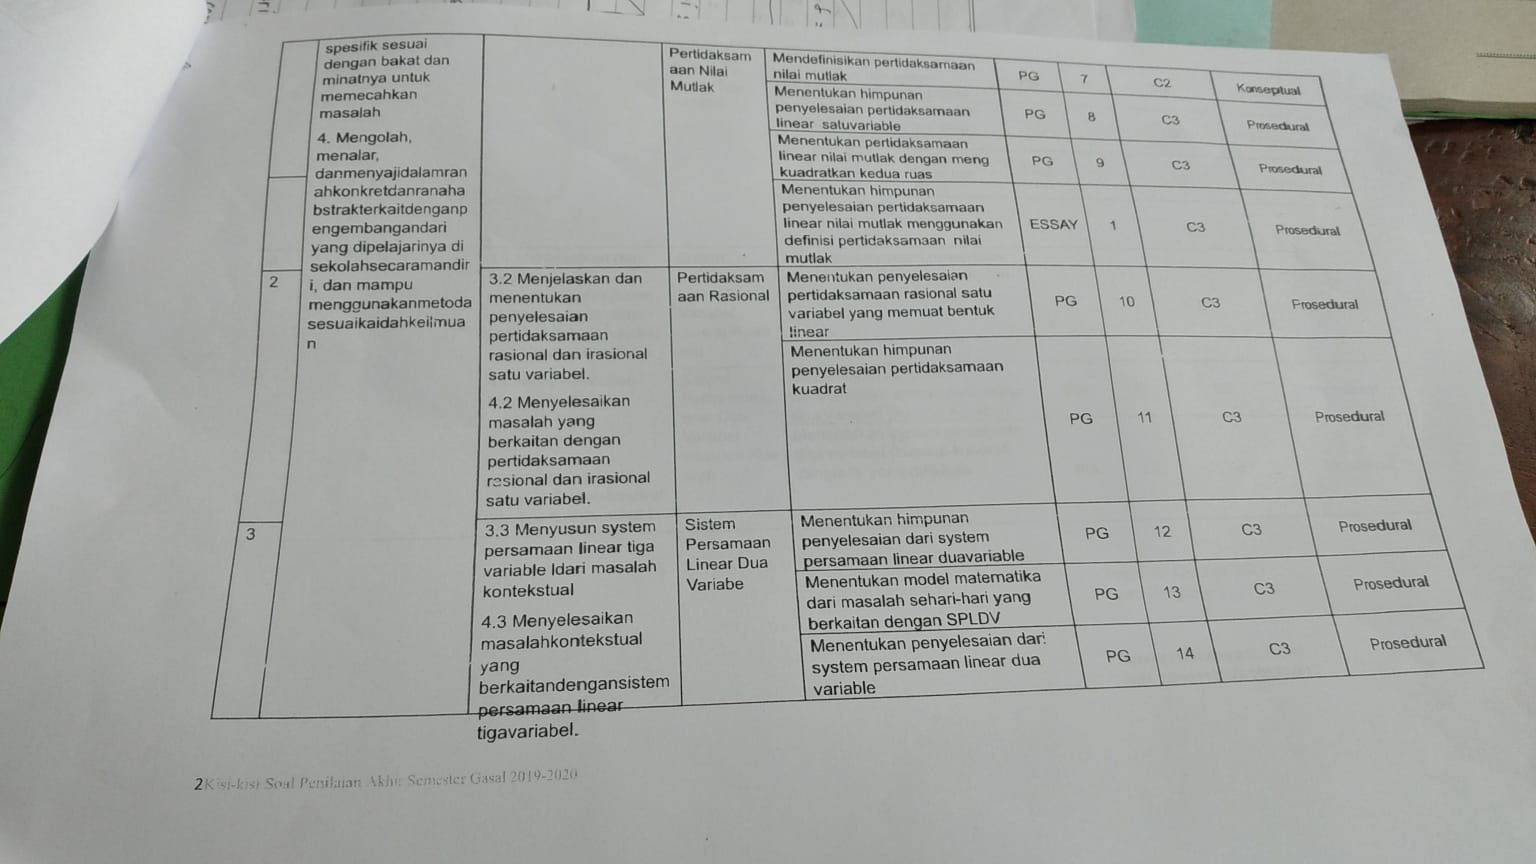 spesifik sesuai
dengan bakat dan
minatnya untuk
memecahkan
masalah
4. Mengolah,
menalar,
danmenyajidalamran
ahkonkretdanranaha
bstrakterkaitdenganp
engembangandari
yang dipelajarinya di
sekolahsecaramandir
i, dan mampu
menggunakanmetoda
sesuaikaidahkeilmua
n
Pertidaksam
aan Nilai
Mutlak
Mendefinisikan pertidaksamaan
nilai mutlak
PG
7
C2
Konseptual
Menentukan himpunan
penyelesaian pertidaksamaan
linear satuvariable
PG
8
C3
Prosedural
Menentukan pertidaksamaan
linear nilai mutlak dengan meng
kuadratkan kedua ruas
PG
9
C3
Prosedural
Menentukan himpunan
penyelesaian pertidaksamaan
linear nilai mutlak menggunakan
definisi pertidaksamaan nilai
mutlak
ESSAY
1
C3
Prosedural
2
3.2 Menjelaskan dan
menentukan
penyelesaian
pertidaksamaan
rasional dan irasional
satu variabel.
4.2 Menyelesaikan
masalah yang
berkaitan dengan
pertidaksamaan
rasional dan irasional
satu variabel.
Pertidaksam
aan Rasional
Menentukan penyelesaian
pertidaksamaan rasional satu
variabel yang memuat bentuk
linear
PG
10
C3
Prosedural
Menentukan himpunan
penyelesaian pertidaksamaan
kuadrat
PG
11
C3
Prosedural
3
3.3 Menyusun system
persamaan linear tiga
variable ldari masalah
kontekstual
4.3 Menyelesaikan
masalahkontekstual
yang
berkaitandengansistem
persamaan linear
tigavariabel.
Sistem
Persamaan
Linear Dua
Variabe
Menentukan himpunan
penyelesaian dari system
persamaan linear duavariable
PG
12
C3
Prosedural
Menentukan model matematika
dari masalah sehari-hari yang
berkaitan dengan SPLDV
PG
13
C3
Prosedural
Menentukan penyelesaian dari
system persamaan linear dua
variable
PG
14
C3
Prosedural
2Kisi-kisi Soal Penilaian Akhir Semester Gasal 2019-2020